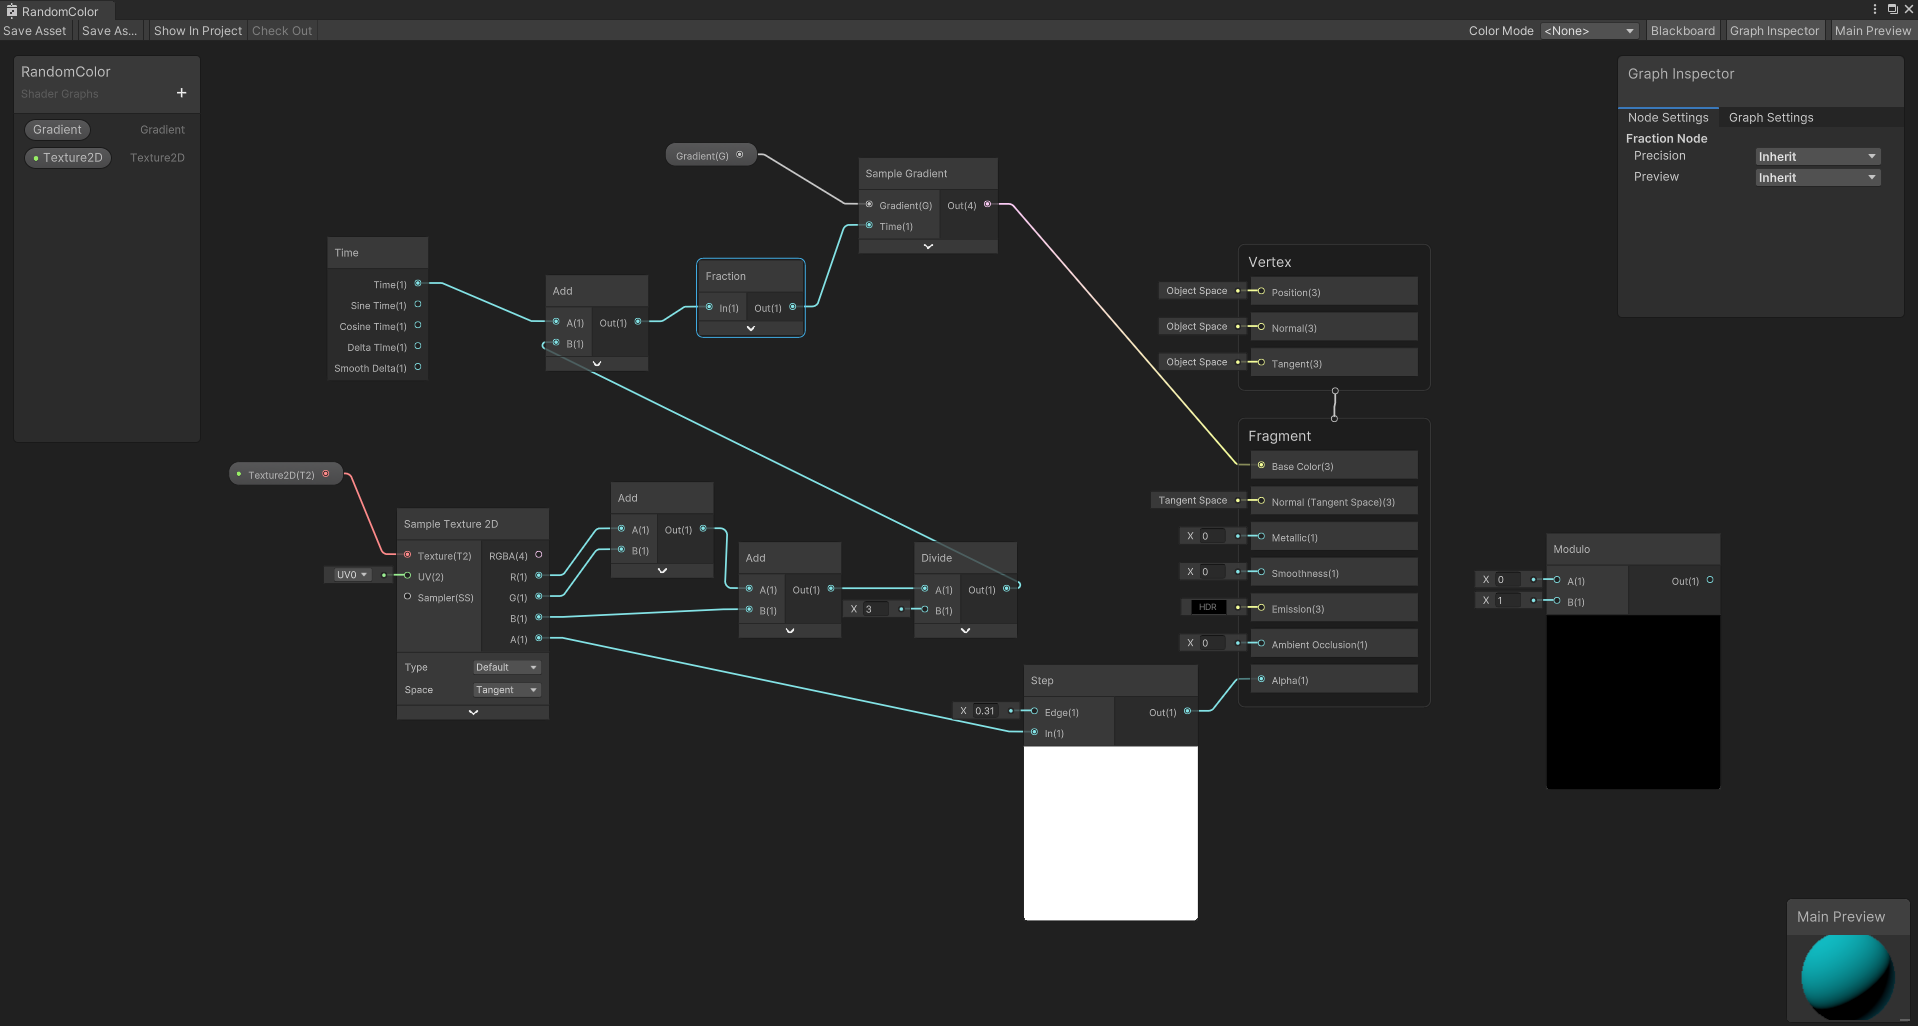 RandomColor
Save Asset Save As... Show In Project Check Out Color Mode <None> Blackboard Graph Inspector Main Preview
RandomColor
Shader Graphs
+
Gradient Gradient
Texture2D Texture2D
Gradient(G)
Sample Gradient
Gradient(G) Out(4)
Time(1)
Time
Time(1)
Sine Time(1)
Cosine Time(1)
Delta Time(1)
Smooth Delta(1)
Add
A(1) Out(1)
B(1)
Fraction
In(1) Out(1)
Texture2D(T2)
Sample Texture 2D
Texture(T2) RGBA(4)
UV0 UV(2) R(1)
Sampler(SS) G(1)
B(1)
A(1)
Type Default
Space Tangent
Add
A(1) Out(1)
B(1)
Add
A(1) Out(1)
B(1)
Divide
A(1) Out(1)
X 3 B(1)
Step
X 0.31 Edge(1) Out(1)
In(1)
Vertex
Object Space Position(3)
Object Space Normal(3)
Object Space Tangent(3)
Fragment
Base Color(3)
Tangent Space Normal (Tangent Space)(3)
X 0 Metallic(1)
X 0 Smoothness(1)
HDR Emission(3)
X 0 Ambient Occlusion(1)
Alpha(1)
Modulo
X 0 A(1) Out(1)
X 1 B(1)
Graph Inspector
Node Settings Graph Settings
Fraction Node
Precision Inherit
Preview Inherit
Main Preview